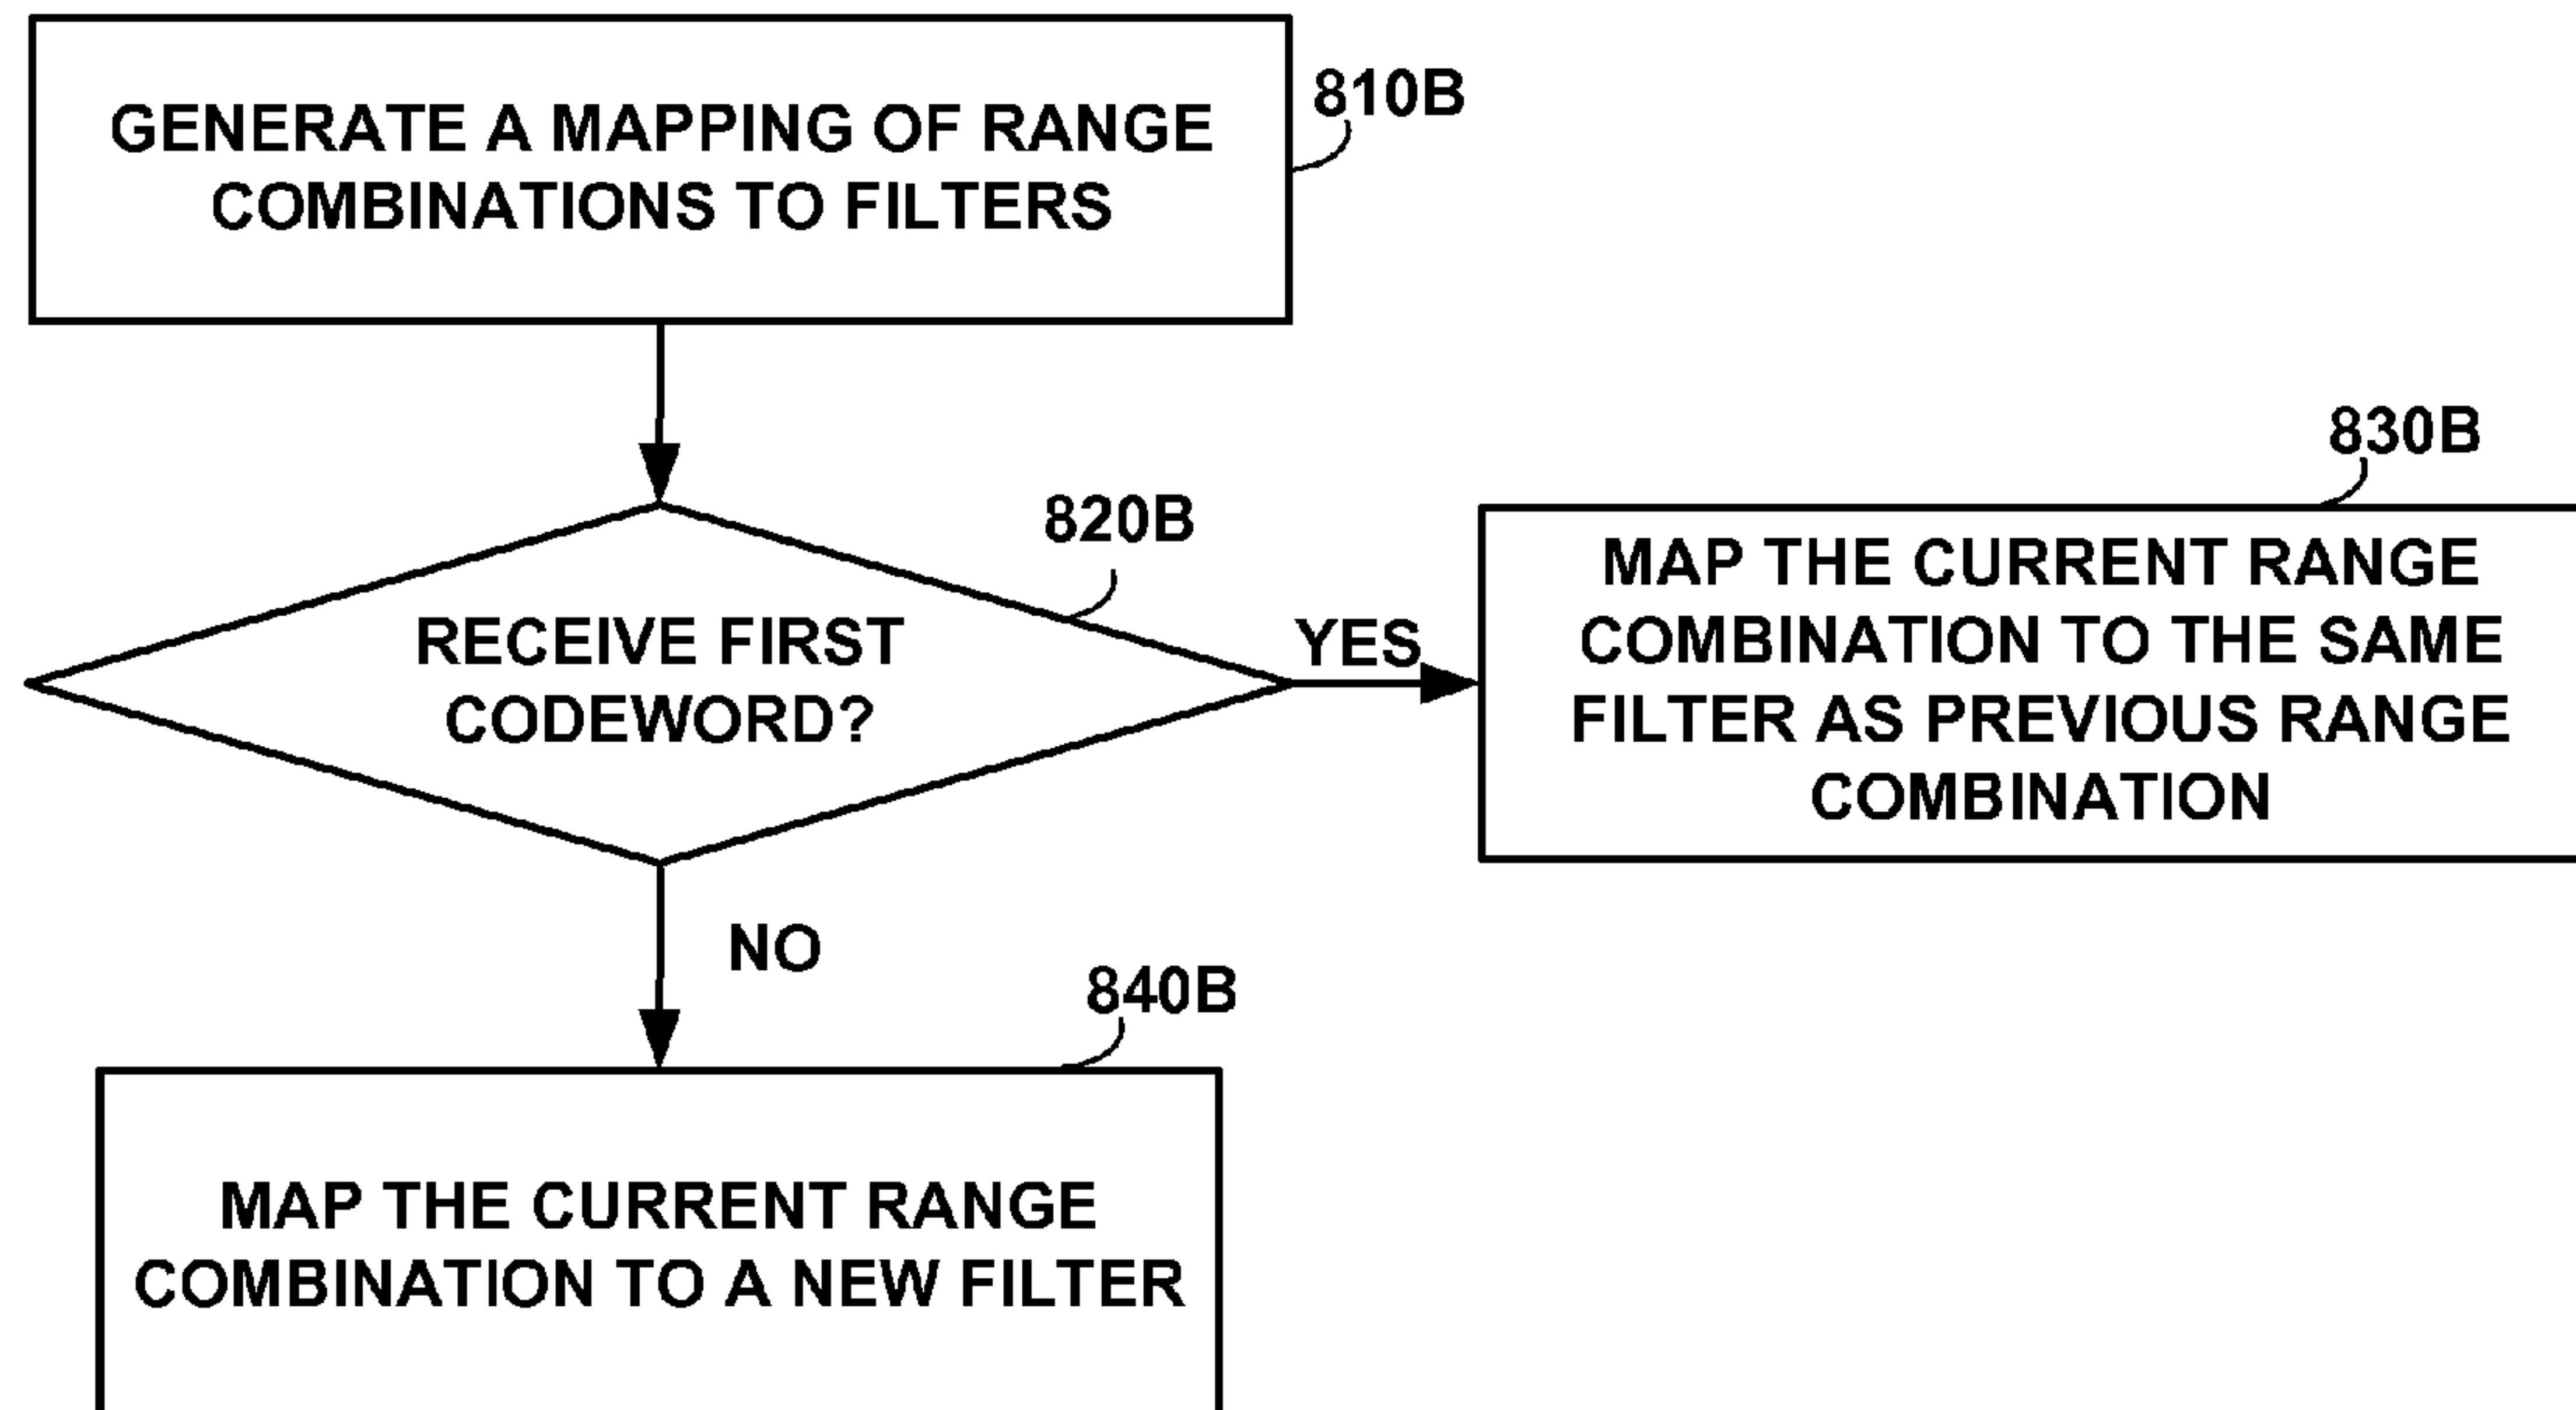 GENERATE A MAPPING OF RANGE
COMBINATIONS TO FILTERS
810B
820B
RECEIVE FIRST
CODEWORD?
YES
830B
MAP THE CURRENT RANGE
COMBINATION TO THE SAME
FILTER AS PREVIOUS RANGE
COMBINATION
NO
840B
MAP THE CURRENT RANGE
COMBINATION TO A NEW FILTER